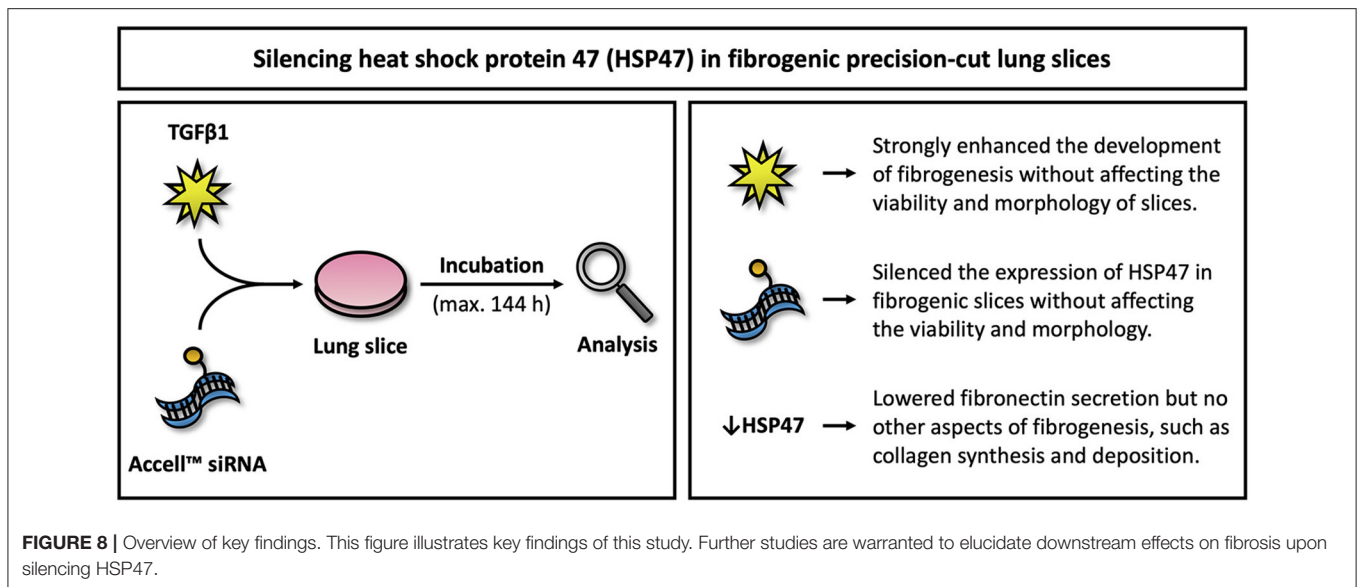 Silencing heat shock protein 47 (HSP47) in fibrogenic precision-cut lung slices
TGFβ1
Incubation
(max. 144 h)
Lung slice
Analysis
Accell™ siRNA
Strongly enhanced the development
of fibrogenesis without affecting the
viability and morphology of slices.
Silenced the expression of HSP47 in
fibrogenic slices without affecting
the viability and morphology.
↓HSP47
Lowered fibronectin secretion but no
other aspects of fibrogenesis, such as
collagen synthesis and deposition.
FIGURE 8 | Overview of key findings. This figure illustrates key findings of this study. Further studies are warranted to elucidate downstream effects on fibrosis upon
silencing HSP47.